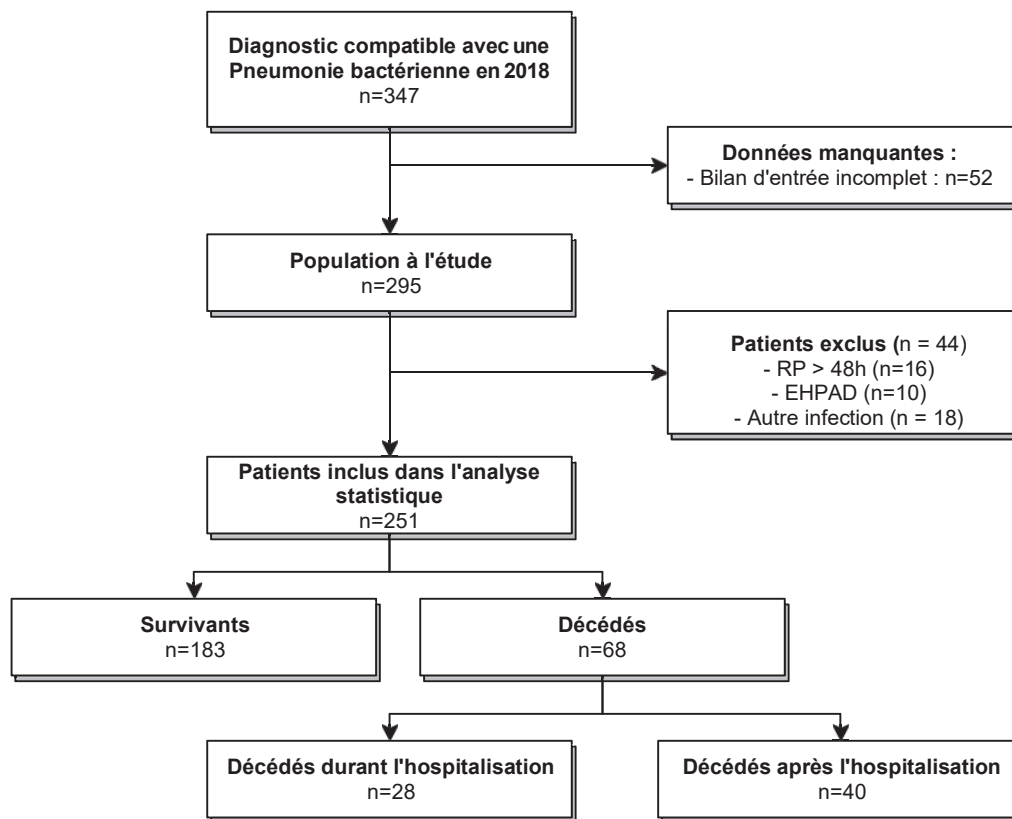 Diagnostic compatible avec une
Pneumonie bactérienne en 2018
n=347
Données manquantes :
- Bilan d'entrée incomplet : n=52
Population à l'étude
n=295
Patients exclus (n = 44)
- RP > 48h (n=16)
- EHPAD (n=10)
- Autre infection (n = 18)
Patients inclus dans l'analyse
statistique
n=251
Survivants
n=183
Décédés
n=68
Décédés durant l'hospitalisation
n=28
Décédés après l'hospitalisation
n=40